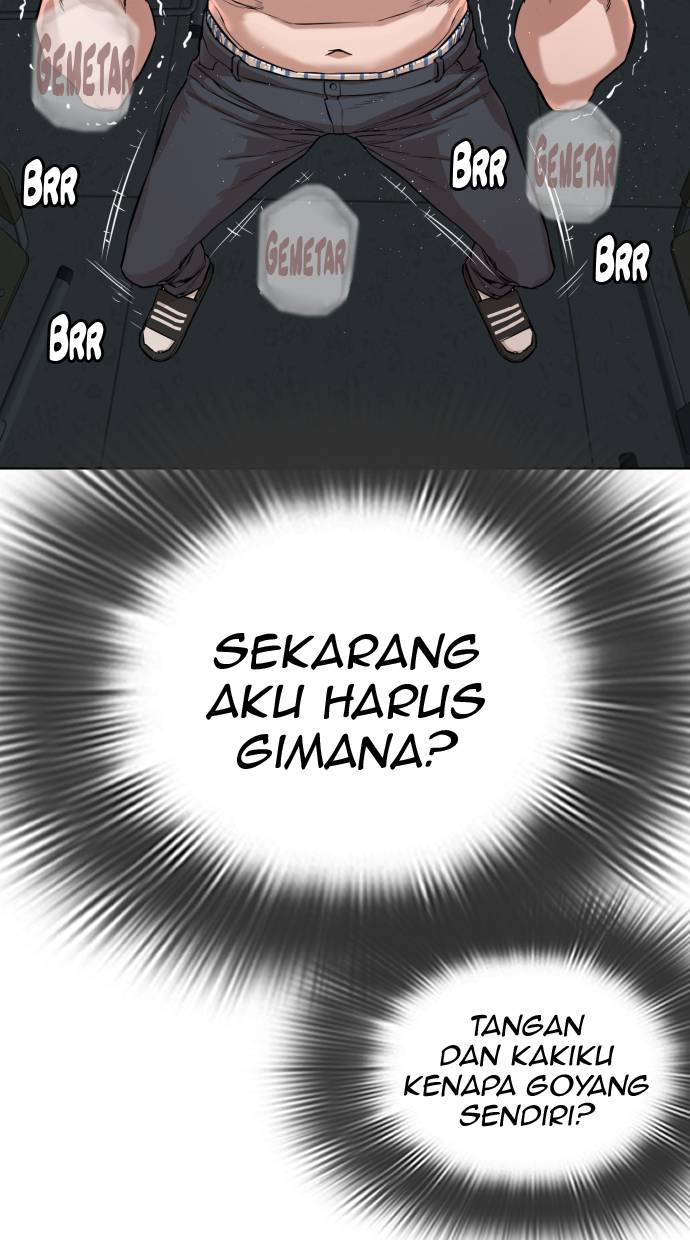 GEMETAR
BRR
BRR
GEMETAR
GEMETAR
BRR
BRR
SEKARANG
AKU HARUS
GIMANA?
TANGAN
DAN KAKIKU
KENAPA GOYANG
SENDIRI?